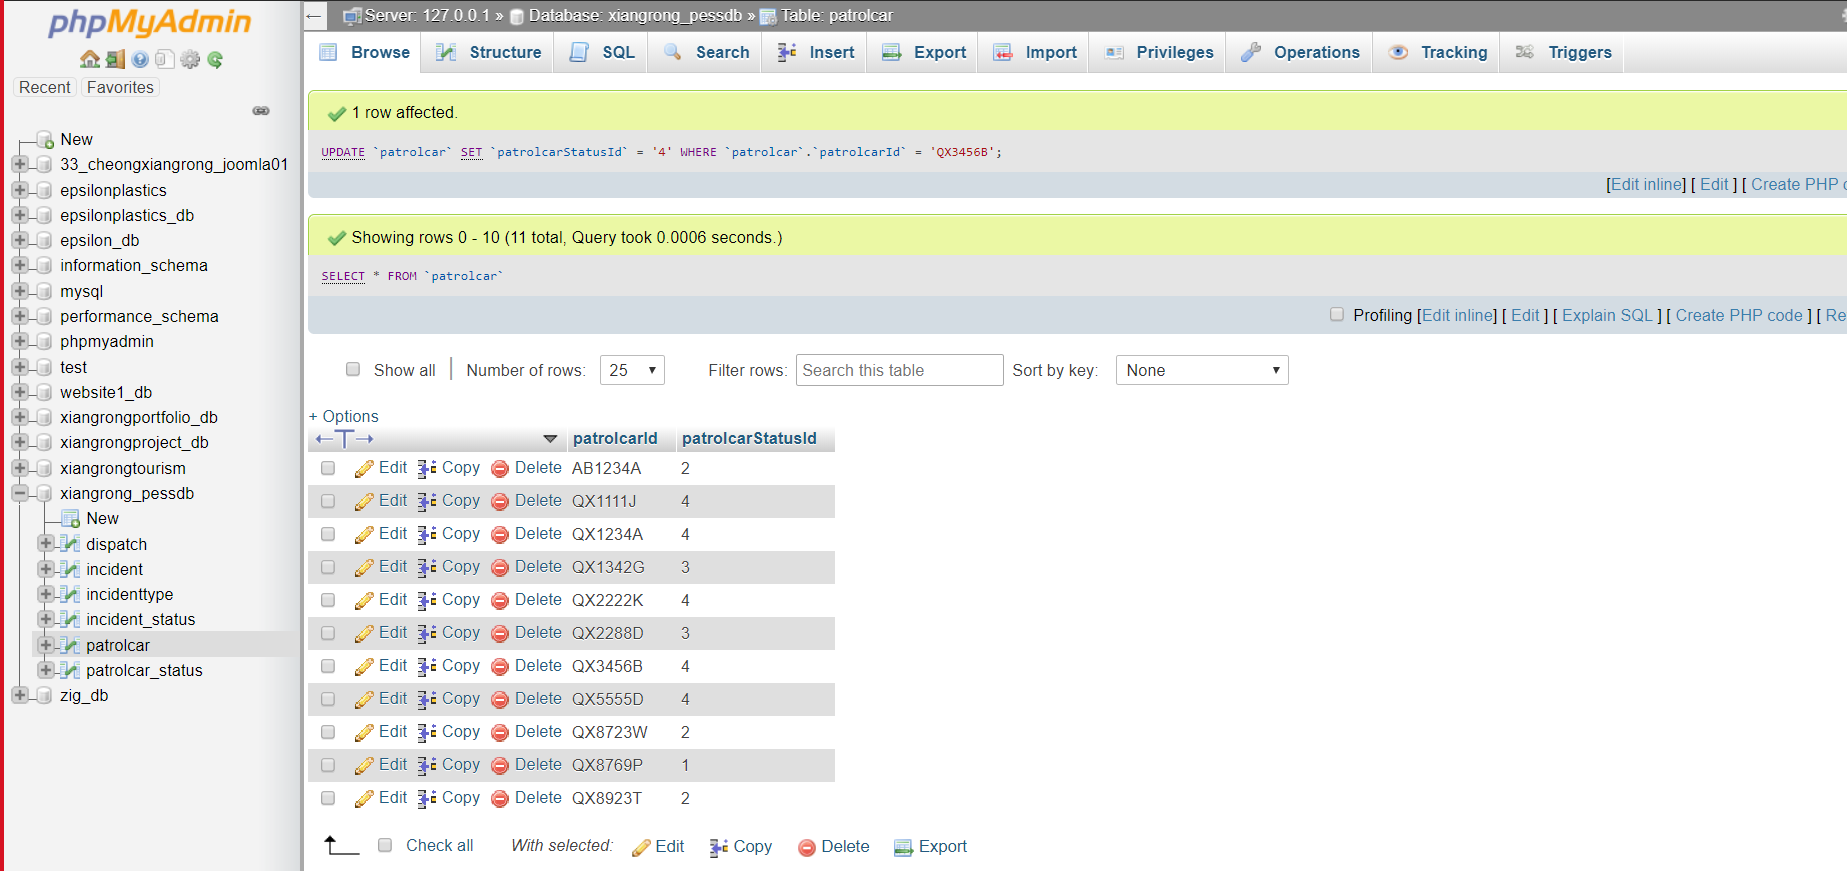 phpMyAdmin
Recent Favorites
New
33_cheongxiangrong_joomla01
epsilonplastics
epsilonplastics_db
epsilon_db
information_schema
mysql
performance_schema
phpmyadmin
test
website1_db
xiangrongportfolio_db
xiangrongproject_db
xiangrongtourism
xiangrong_pessdb
New
dispatch
incident
incidenttype
incident_status
patrolcar
patrolcar_status
zig_db
Server: 127.0.0.1 » Database: xiangrong_pessdb » Table: patrolcar
Browse Structure SQL Search Insert Export Import Privileges Operations Tracking Triggers
1 row affected.
UPDATE `patrolcar` SET `patrolcarStatusId` = '4' WHERE `patrolcar`.`patrolcarId` = 'QX3456B';
[Edit inline] [ Edit ] [ Create PHP c
Showing rows 0 - 10 (11 total, Query took 0.0006 seconds.)
SELECT * FROM `patrolcar`
Profiling [Edit inline] [ Edit ] [ Explain SQL ] [ Create PHP code ] [ Re
Show all | Number of rows: 25 Filter rows: Search this table Sort by key: None
+ Options
←T→ patrolcarId patrolcarStatusId
Edit Copy Delete AB1234A 2
Edit Copy Delete QX1111J 4
Edit Copy Delete QX1234A 4
Edit Copy Delete QX1342G 3
Edit Copy Delete QX2222K 4
Edit Copy Delete QX2288D 3
Edit Copy Delete QX3456B 4
Edit Copy Delete QX5555D 4
Edit Copy Delete QX8723W 2
Edit Copy Delete QX8769P 1
Edit Copy Delete QX8923T 2
Check all With selected: Edit Copy Delete Export